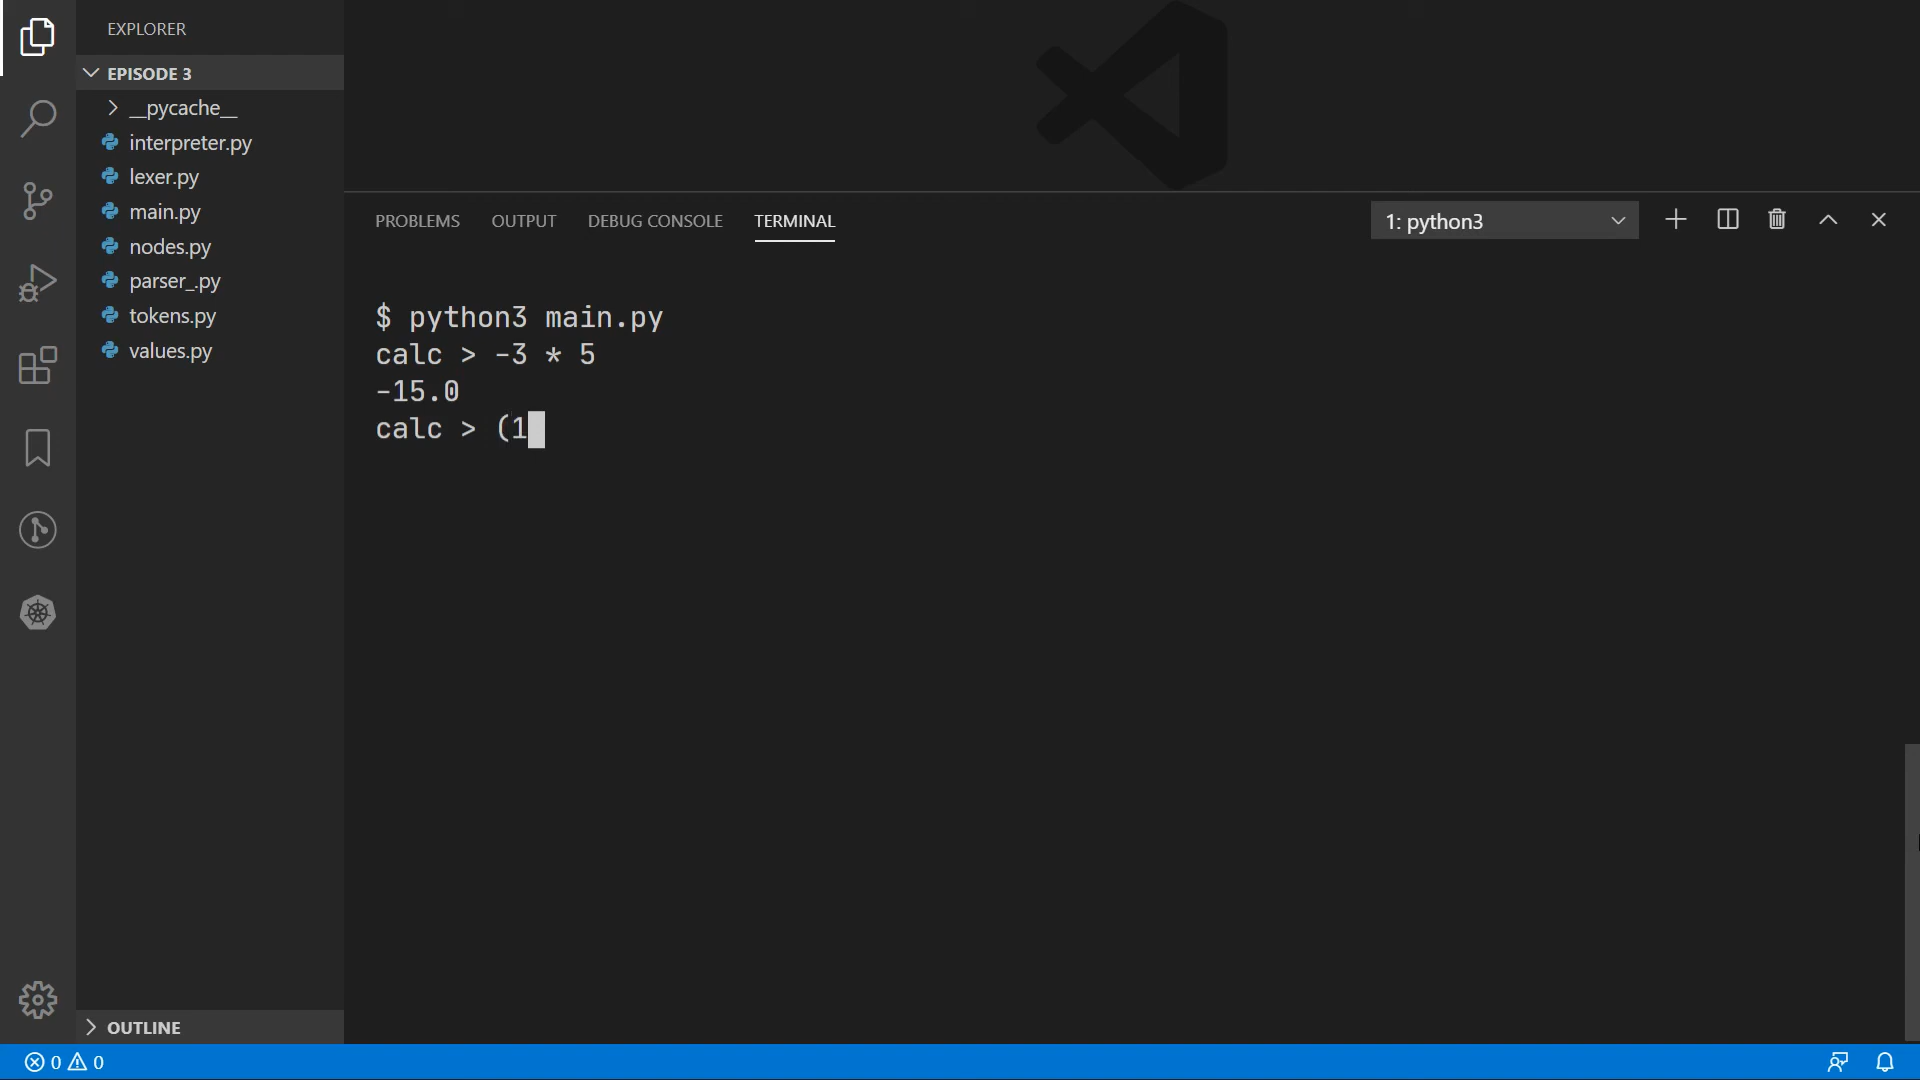 EXPLORER
EPISODE 3
__pycache__
interpreter.py
lexer.py
main.py
nodes.py
parser_.py
tokens.py
values.py
OUTLINE
PROBLEMS OUTPUT DEBUG CONSOLE TERMINAL
1: python3
$ python3 main.py
calc > -3 * 5
-15.0
calc > (1
0 0